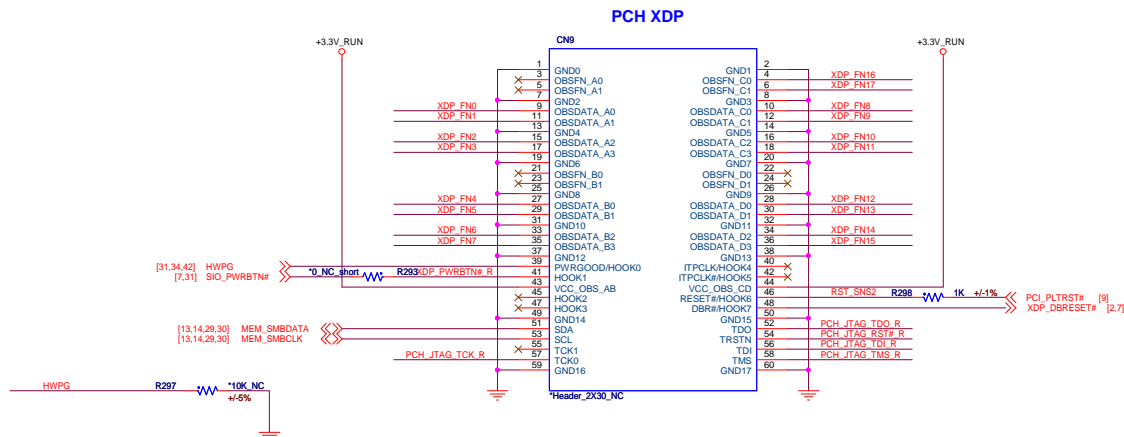 PCH XDP
CN9
+3.3V_RUN +3.3V_RUN
1 GND0 GND1 2
3 OBSFN_A0 OBSFN_C0 4 XDP_FN16
5 OBSFN_A1 OBSFN_C1 6 XDP_FN17
7 GND2 GND3 8
XDP_FN0 9 OBSDATA_A0 OBSDATA_C0 10 XDP_FN8
XDP_FN1 11 OBSDATA_A1 OBSDATA_C1 12 XDP_FN9
13 GND4 GND5 14
XDP_FN2 15 OBSDATA_A2 OBSDATA_C2 16 XDP_FN10
XDP_FN3 17 OBSDATA_A3 OBSDATA_C3 18 XDP_FN11
19 GND6 GND7 20
21 OBSFN_B0 OBSFN_D0 22
23 OBSFN_B1 OBSFN_D1 24
25 GND8 GND9 26
XDP_FN4 27 OBSDATA_B0 OBSDATA_D0 28 XDP_FN12
XDP_FN5 29 OBSDATA_B1 OBSDATA_D1 30 XDP_FN13
31 GND10 GND11 32
XDP_FN6 33 OBSDATA_B2 OBSDATA_D2 34 XDP_FN14
XDP_FN7 35 OBSDATA_B3 OBSDATA_D3 36 XDP_FN15
37 GND12 GND13 38
[31,34,42] HWPG 39 PWRGOOD/HOOK0 ITPCLK/HOOK4 40
[7,31] SIO_PWRBTN# *0_NC_short R293 XDP_PWRBTN#_R 41 HOOK1 ITPCLK#/HOOK5 42
43 VCC_OBS_AB VCC_OBS_CD 44
45 HOOK2 RESET#/HOOK6 46 RST_SNS2 R298 1K +/-1% PCI_PLTRST# [9]
47 HOOK3 DBR#/HOOK7 48 XDP_DBRESET# [2,7]
49 GND14 GND15 50
[13,14,29,30] MEM_SMBDATA 51 SDA TDO 52 PCH_JTAG_TDO_R
[13,14,29,30] MEM_SMBCLK 53 SCL TRSTN 54 PCH_JTAG_RST#_R
55 TCK1 TDI 56 PCH_JTAG_TDI_R
PCH_JTAG_TCK_R 57 TCK0 TMS 58 PCH_JTAG_TMS_R
59 GND16 GND17 60
HWPG R297 *10K_NC
+/-5%
*Header_2X30_NC